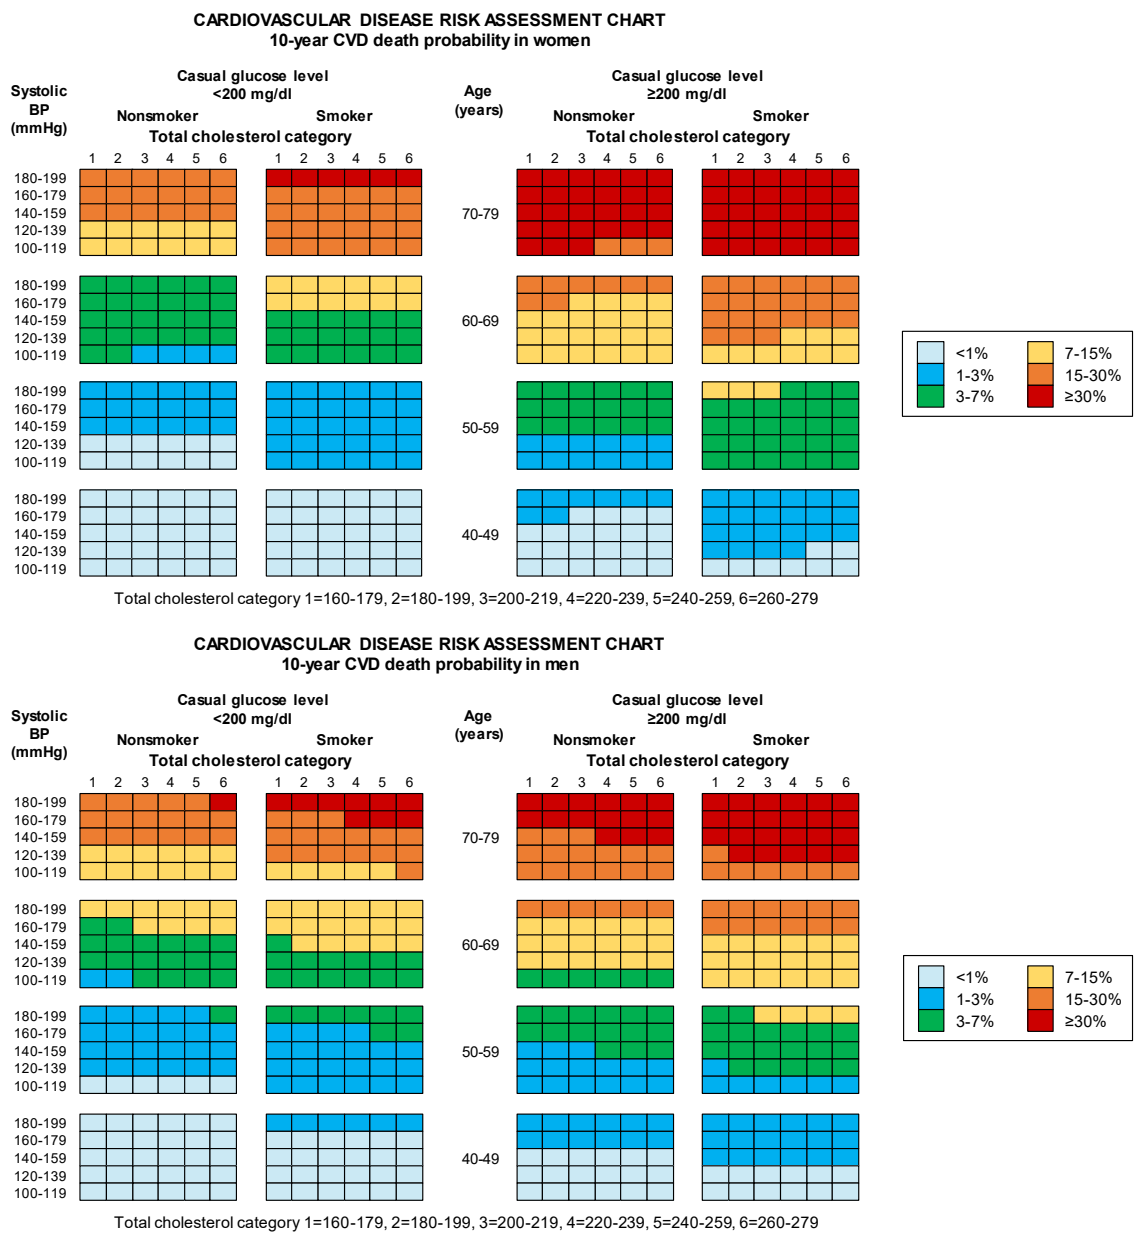 CARDIOVASCULAR DISEASE RISK ASSESSMENT CHART
10-year CVD death probability in women
Systolic BP (mmHg)
Casual glucose level
<200 mg/dl
Age (years)
Casual glucose level
≥200 mg/dl
Nonsmoker Smoker Nonsmoker Smoker
Total cholesterol category Total cholesterol category
1 2 3 4 5 6 1 2 3 4 5 6 1 2 3 4 5 6 1 2 3 4 5 6
180-199
160-179
140-159
120-139
100-119
70-79
180-199
160-179
140-159
120-139
100-119
60-69
180-199
160-179
140-159
120-139
100-119
50-59
180-199
160-179
140-159
120-139
100-119
40-49
<1% 7-15%
1-3% 15-30%
3-7% ≥30%
Total cholesterol category 1=160-179, 2=180-199, 3=200-219, 4=220-239, 5=240-259, 6=260-279
CARDIOVASCULAR DISEASE RISK ASSESSMENT CHART
10-year CVD death probability in men
Systolic BP (mmHg)
Casual glucose level
<200 mg/dl
Age (years)
Casual glucose level
≥200 mg/dl
Nonsmoker Smoker Nonsmoker Smoker
Total cholesterol category Total cholesterol category
1 2 3 4 5 6 1 2 3 4 5 6 1 2 3 4 5 6 1 2 3 4 5 6
180-199
160-179
140-159
120-139
100-119
70-79
180-199
160-179
140-159
120-139
100-119
60-69
180-199
160-179
140-159
120-139
100-119
50-59
180-199
160-179
140-159
120-139
100-119
40-49
<1% 7-15%
1-3% 15-30%
3-7% ≥30%
Total cholesterol category 1=160-179, 2=180-199, 3=200-219, 4=220-239, 5=240-259, 6=260-279